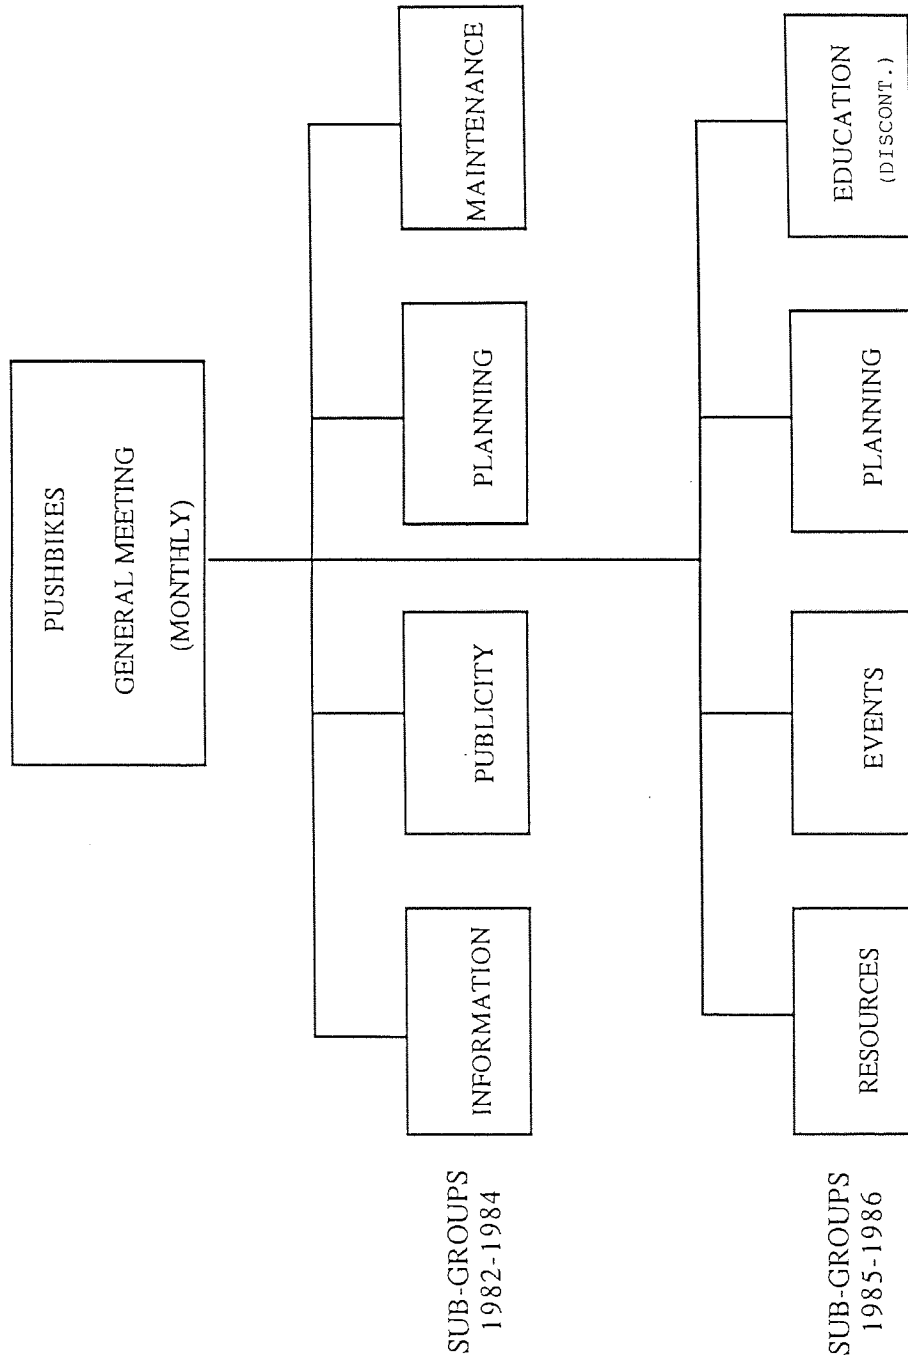 PUSHBIKES
GENERAL MEETING
(MONTHLY)
SUB-GROUPS
1982-1984
INFORMATION
PUBLICITY
PLANNING
MAINTENANCE
SUB-GROUPS
1985-1986
RESOURCES
EVENTS
PLANNING
EDUCATION
(DISCONT.)